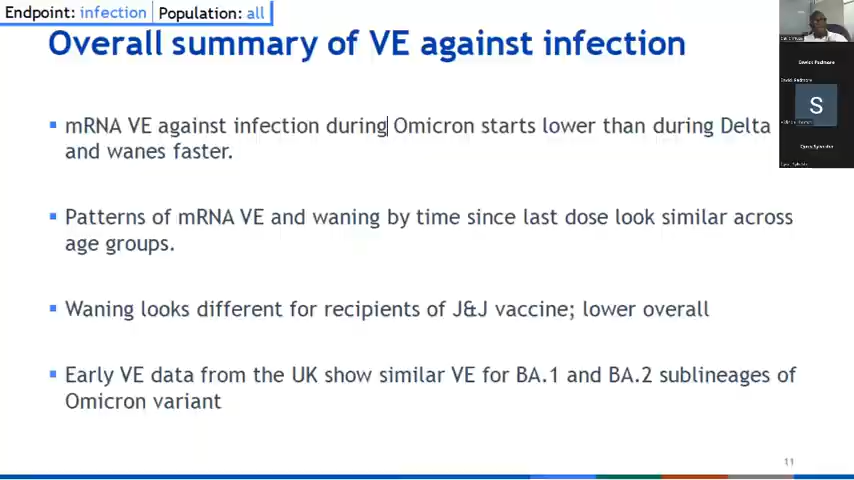 Endpoint: infection Population: all
Overall summary of VE against infection
mRNA VE against infection during Omicron starts lower than during Delta
and wanes faster.
Patterns of mRNA VE and waning by time since last dose look similar across
age groups.
Waning looks different for recipients of J&J vaccine; lower overall
Early VE data from the UK show similar VE for BA.1 and BA.2 sublineages of
Omicron variant
11
S